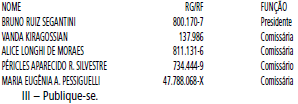 NOME RG/RF FUNÇÃO
BRUNO RUIZ SEGANTINI 800.170-7 Presidente
VANDA KIRAGOSSIAN 137.986 Comissária
ALICE LONGHI DE MORAES 811.131-6 Comissária
PÉRICLES APARECIDO R. SILVESTRE 734.444-9 Comissário
MARIA EUGÊNIA A. PESSIGUELLI 47.788.068-X Comissária
III – Publique-se.